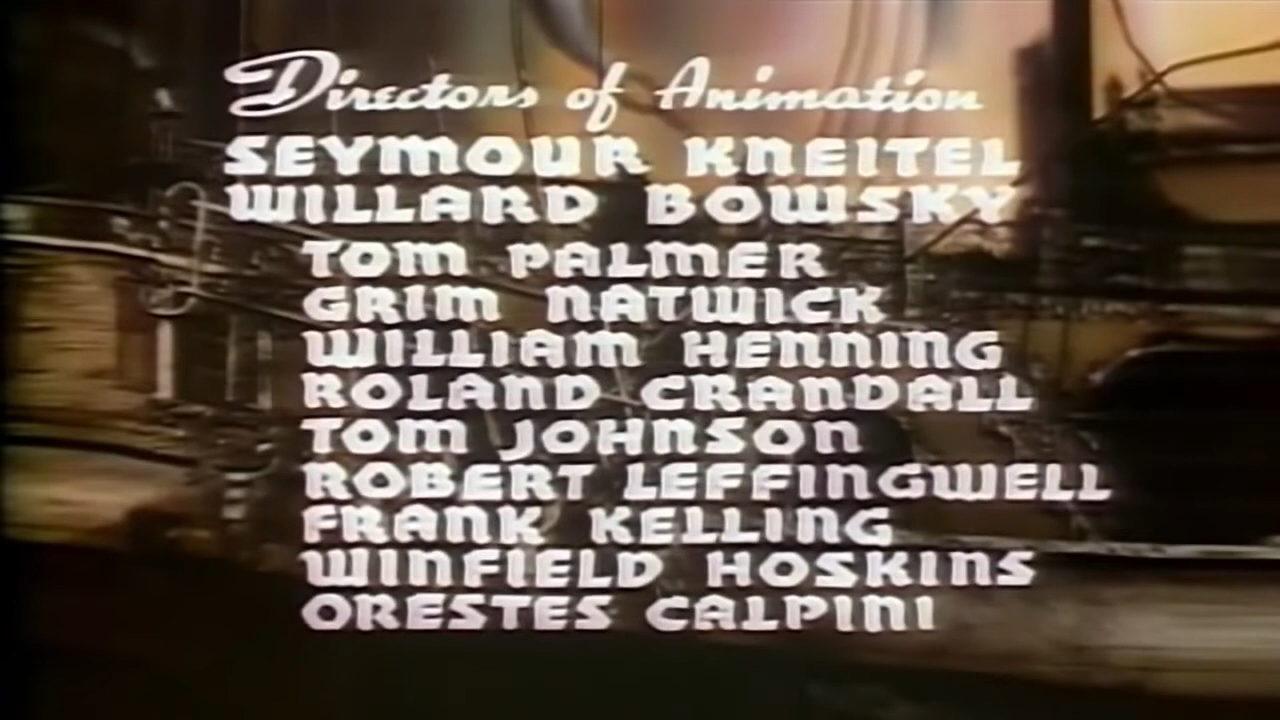 Directors of Animation
SEYMOUR KNEITEL
WILLARD BOWSKY
TOM PALMER
GRIM NATWICK
WILLIAM HENNING
ROLAND CRANDALL
TOM JOHNSON
ROBERT LEFFINGWELL
FRANK KELLING
WINFIELD HOSKINS
ORESTES CALPINI